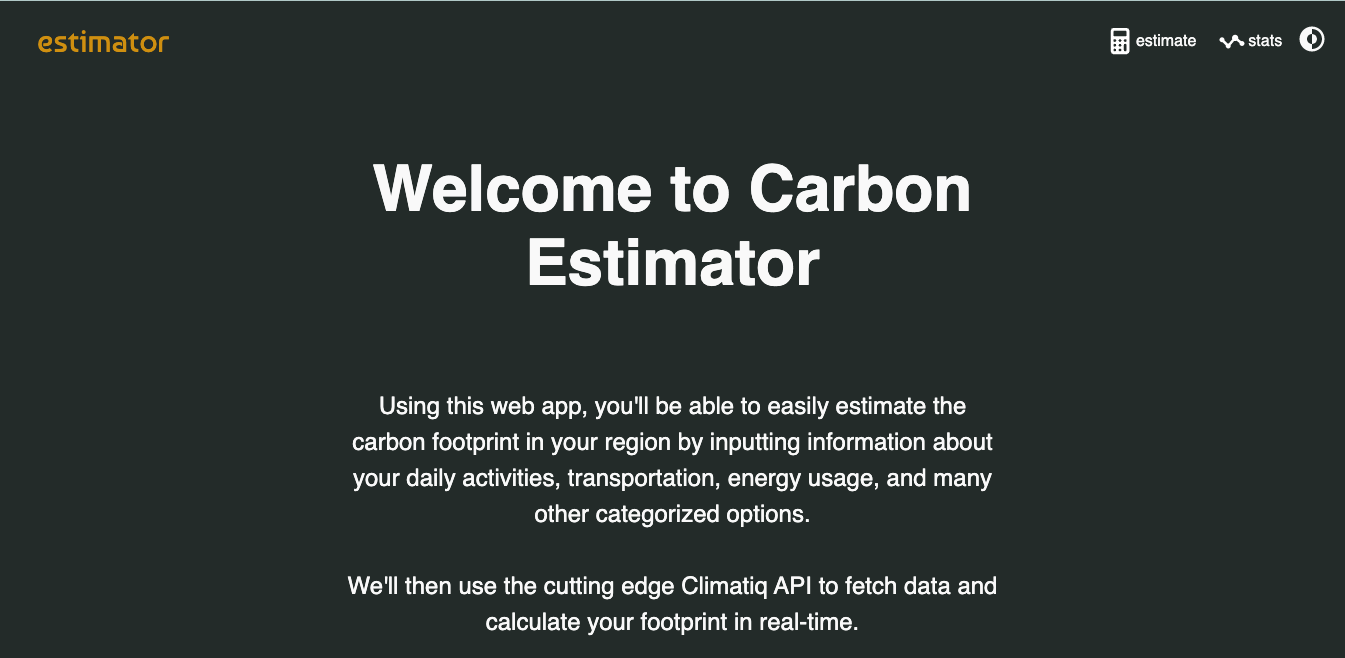 estimator
estimate
stats
Welcome to Carbon
Estimator
Using this web app, you'll be able to easily estimate the
carbon footprint in your region by inputting information about
your daily activities, transportation, energy usage, and many
other categorized options.
We'll then use the cutting edge Climatiq API to fetch data and
calculate your footprint in real-time.